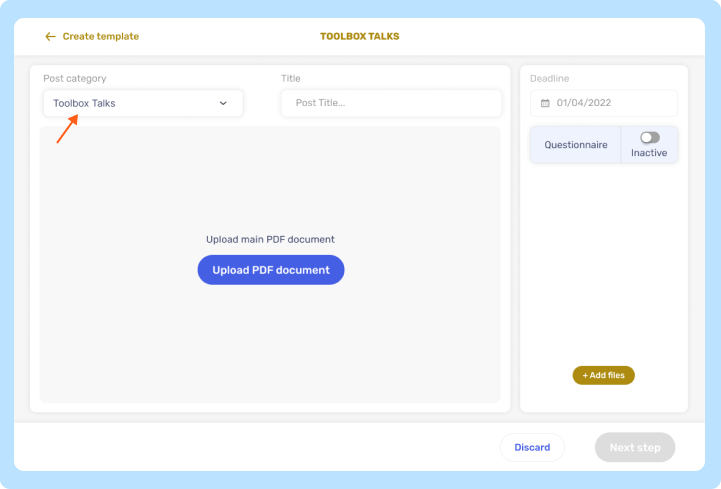 Create template
TOOLBOX TALKS
Post category
Title
Deadline
Toolbox Talks
Post Title...
01/04/2022
Questionnaire
Inactive
Upload main PDF document
Upload PDF document
+ Add files
Discard
Next step